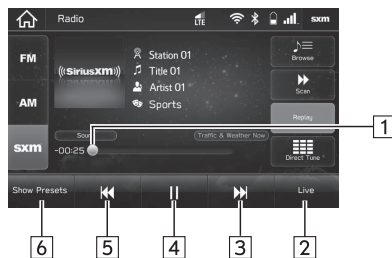 Radio
LTE
sxm
FM
AM
sxm
((SiriusXM))
Station 01
Title 01
Artist 01
Sports
Browse
Scan
Replay
Direct Tune
Traffic & Weather Now
-00:25
Show Presets
Live
1
6
5
4
3
2